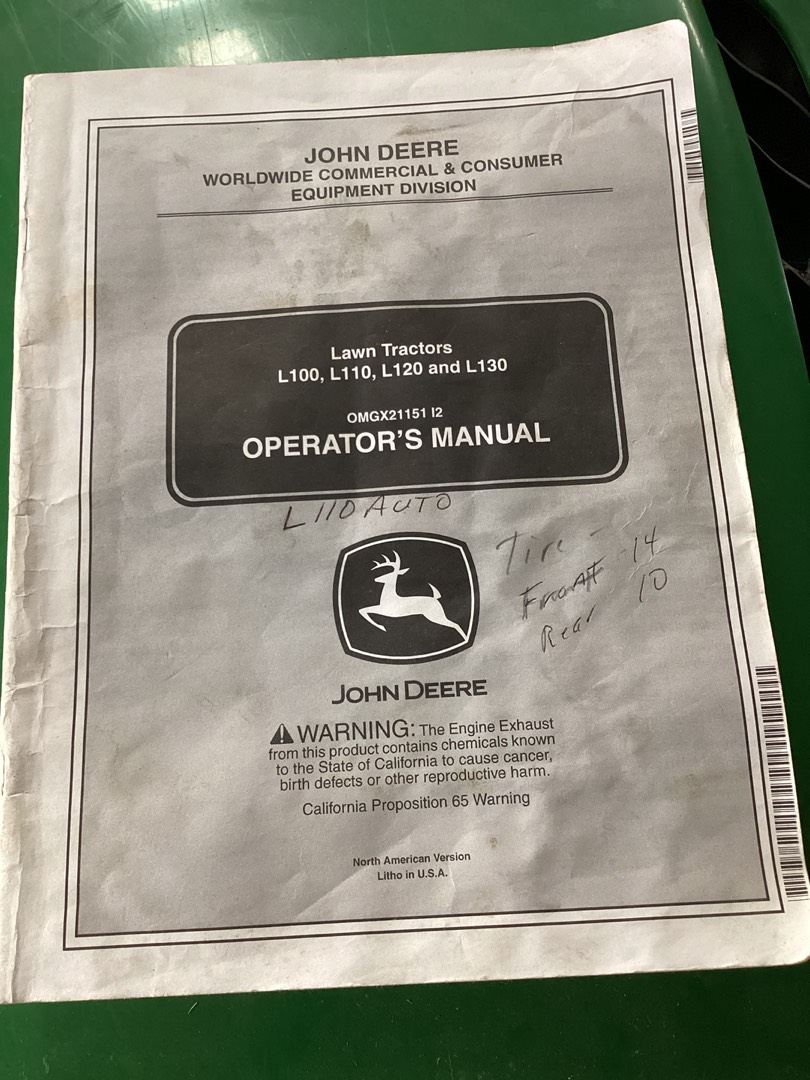 JOHN DEERE
WORLDWIDE COMMERCIAL & CONSUMER
EQUIPMENT DIVISION
Lawn Tractors
L100, L110, L120 and L130
OMGX21151 I2
OPERATOR'S MANUAL
L110 AUTO
Tire -
Front - 14
Rear 10
JOHN DEERE
WARNING: The Engine Exhaust
from this product contains chemicals known
to the State of California to cause cancer,
birth defects or other reproductive harm.
California Proposition 65 Warning
North American Version
Litho in U.S.A.